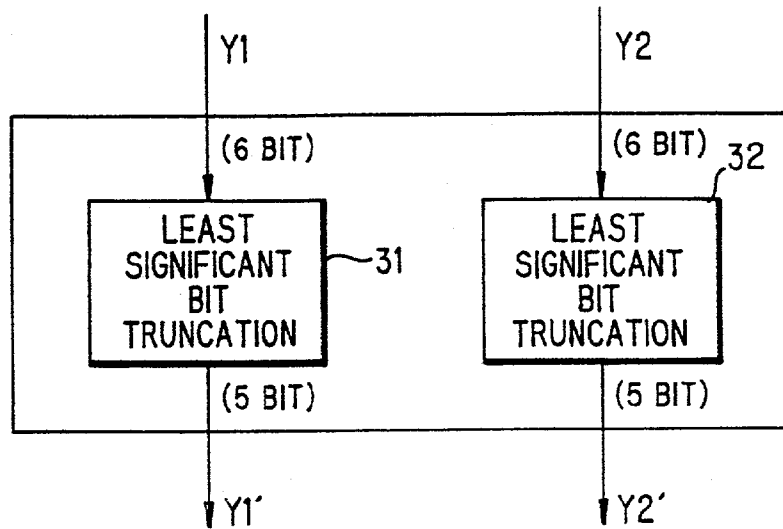 Y1
Y2
(6 BIT)
(6 BIT)
32
LEAST
SIGNIFICANT
BIT
TRUNCATION
31
LEAST
SIGNIFICANT
BIT
TRUNCATION
(5 BIT)
(5 BIT)
Y1′
Y2′